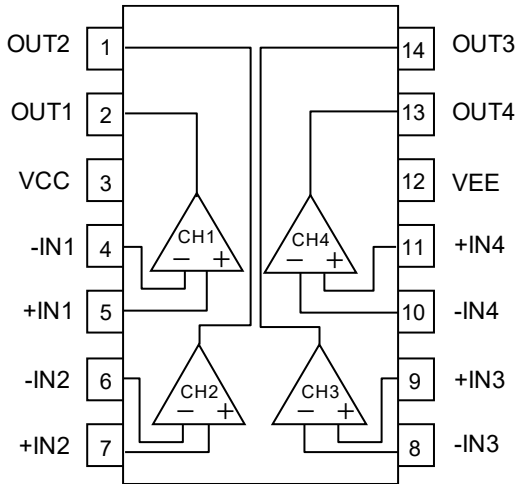 OUT2 1 14 OUT3
OUT1 2 13 OUT4
VCC 3 12 VEE
-IN1 4 CH1 CH4 11 +IN4
− + − +
+IN1 5 10 -IN4
-IN2 6 CH2 CH3 9 +IN3
− + − +
+IN2 7 8 -IN3